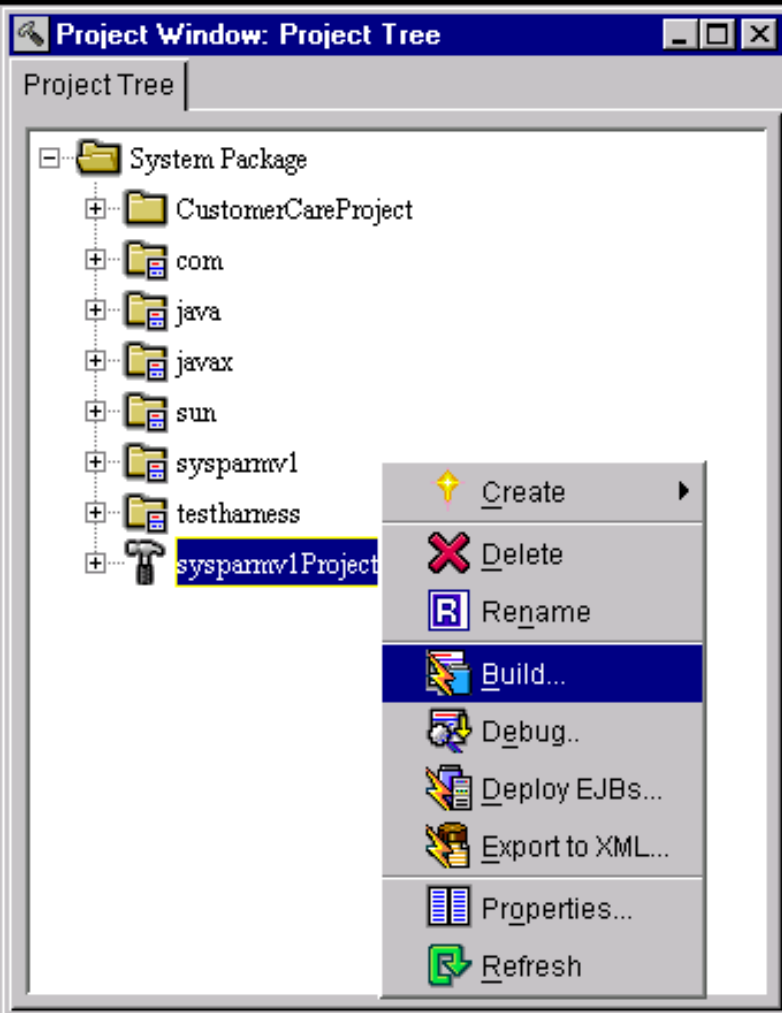 Project Window: Project Tree
Project Tree
System Package
CustomerCareProject
com
java
javax
sun
sysparmv1
testharness
sysparmv1Project
Create
Delete
R
Rename
Build...
Debug..
Deploy EJBs...
Export to XML...
Properties...
Refresh